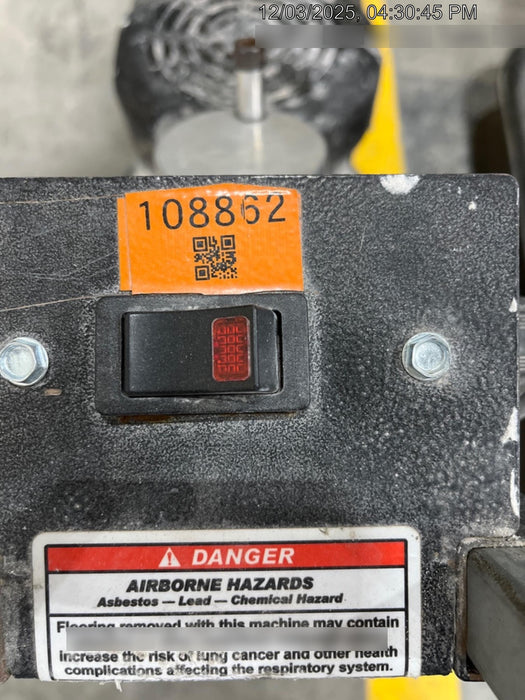 12/03/2025, 04:30:45 PM
108862
DANGER
AIRBORNE HAZARDS
Asbestos — Lead — Chemical Hazard
Flooring removed with this machine may contain
increase the risk of lung cancer and other health
complications affecting the respiratory system.